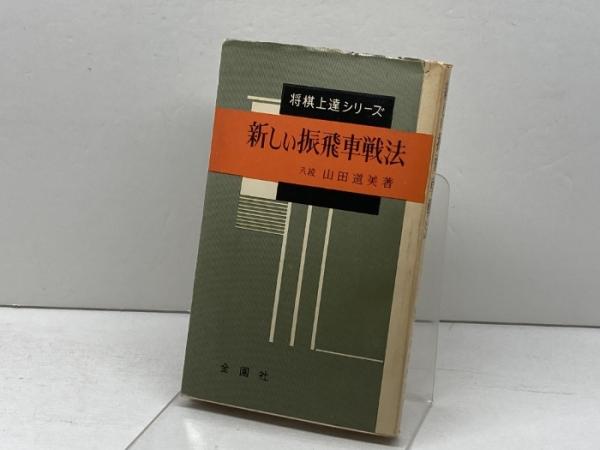 将棋上達シリーズ
新しい振飛車戦法
八段 山田道美著
金園社